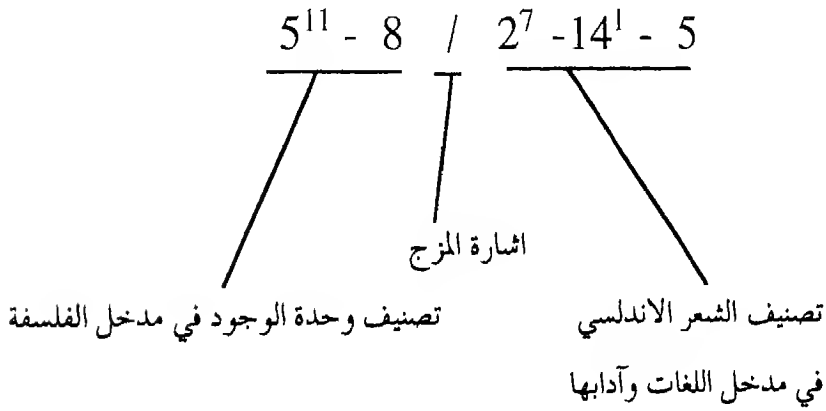 5¹¹ - 8 / 2⁷ -14¹ - 5
اشارة المزج
تصنيف الشعر الاندلسي
في مدخل اللغات وآدابها
تصنيف وحدة الوجود في مدخل الفلسفة